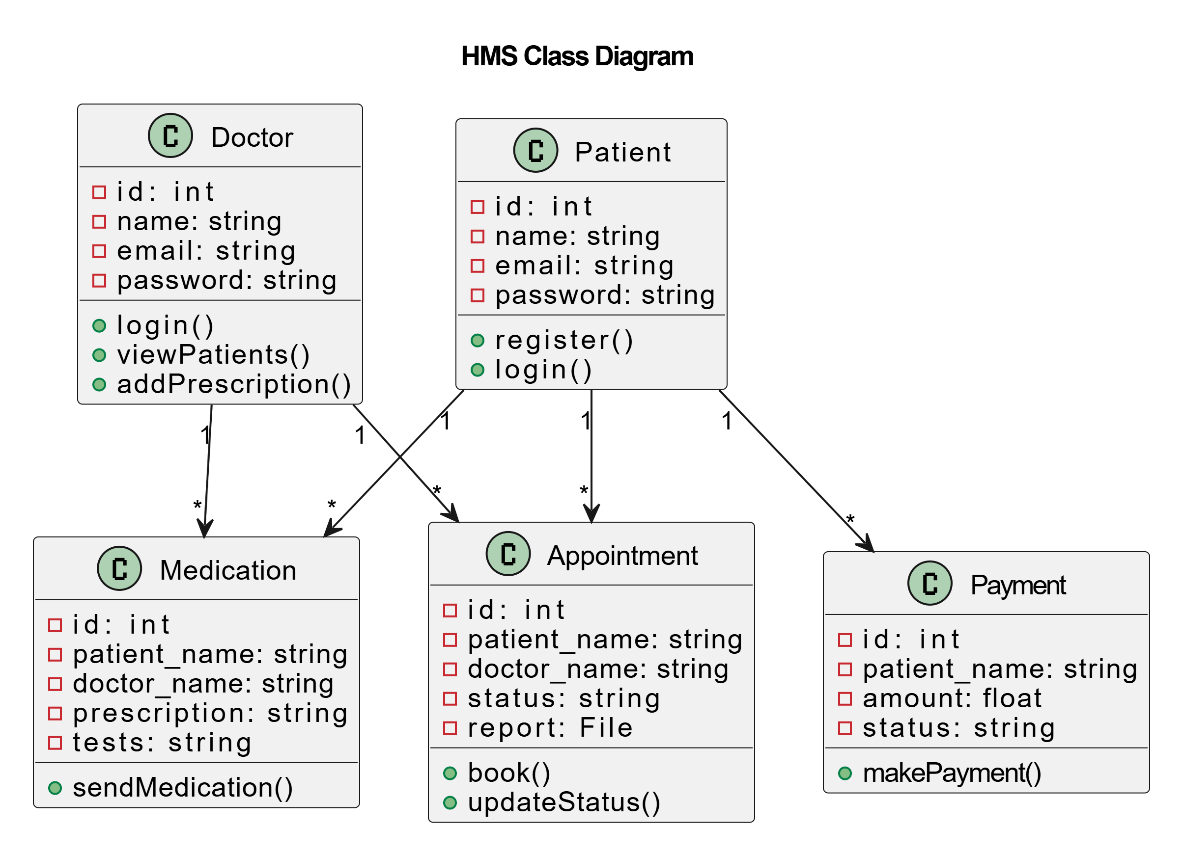 HMS Class Diagram
C Doctor
id: int
name: string
email: string
password: string
login()
viewPatients()
addPrescription()
C Patient
id: int
name: string
email: string
password: string
register()
login()
1
1
1
1
1
*
*
*
*
*
C Medication
id: int
patient_name: string
doctor_name: string
prescription: string
tests: string
sendMedication()
C Appointment
id: int
patient_name: string
doctor_name: string
status: string
report: File
book()
updateStatus()
C Payment
id: int
patient_name: string
amount: float
status: string
makePayment()